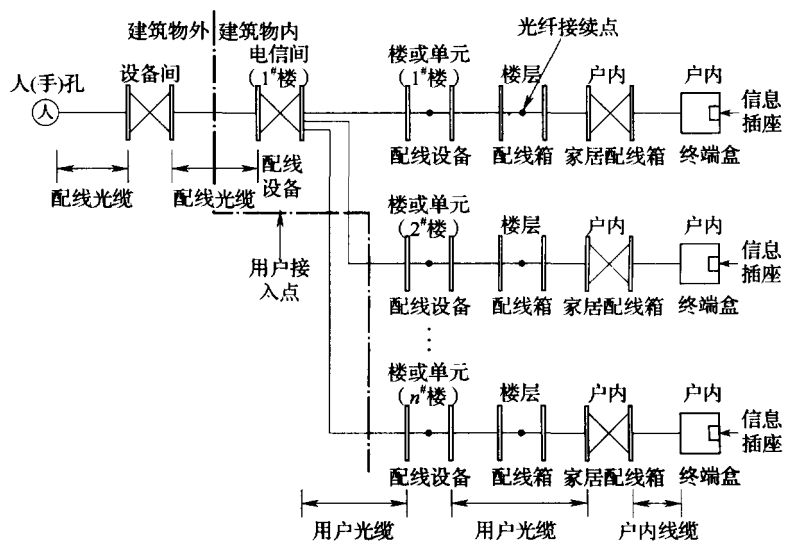 建筑物外 建筑物内
光纤接续点
人(手)孔
人
设备间
电信间
(1#楼)
配线
设备
楼或单元
(1#楼)
配线设备
楼层
配线箱
户内
家居配线箱
户内
终端盒
信息
插座
配线光缆
配线光缆
用户接
入点
楼或单元
(2#楼)
配线设备
楼层
配线箱
户内
家居配线箱
户内
终端盒
信息
插座
楼或单元
(n#楼)
配线设备
楼层
配线箱
户内
家居配线箱
户内
终端盒
信息
插座
用户光缆
用户光缆
户内线缆